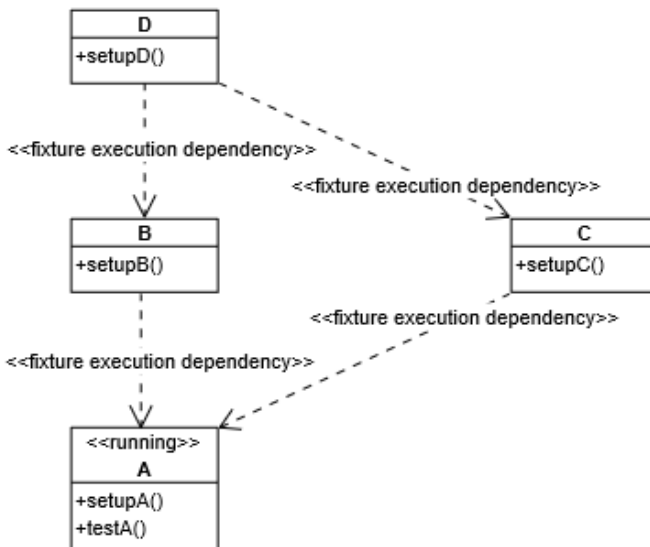 D
+setupD()
<<fixture execution dependency>>
<<fixture execution dependency>>
B
+setupB()
C
+setupC()
<<fixture execution dependency>>
<<fixture execution dependency>>
<<running>>
A
+setupA()
+testA()